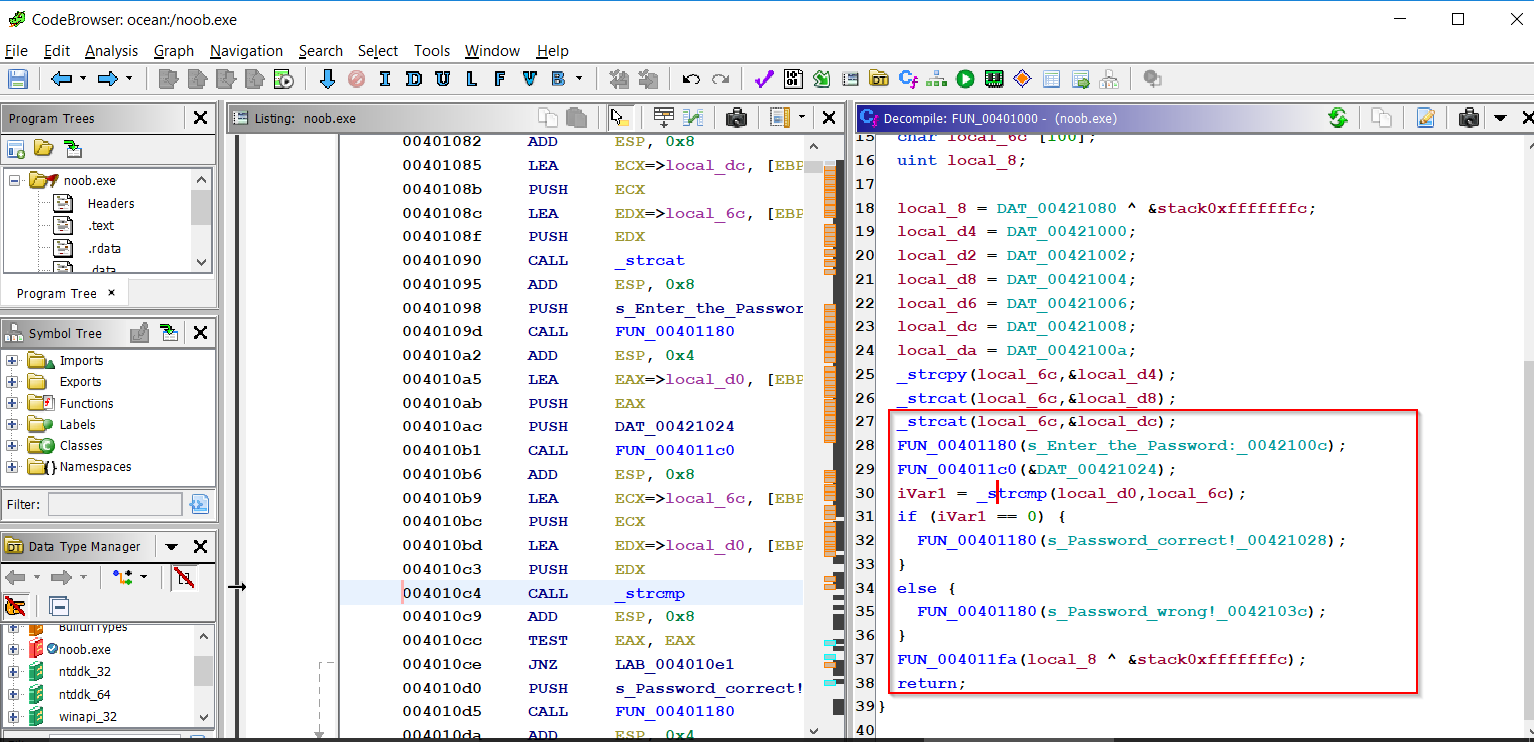 CodeBrowser: ocean:/noob.exe
File Edit Analysis Graph Navigation Search Select Tools Window Help
I D U L F V B
Program Trees
noob.exe
Headers
.text
.rdata
.data
Program Tree ×
Symbol Tree
Imports
Exports
Functions
Labels
Classes
Namespaces
Filter:
Data Type Manager
BuiltInTypes
noob.exe
ntddk_32
ntddk_64
winapi_32
Listing: noob.exe
00401082 ADD ESP, 0x8
00401085 LEA ECX=>local_dc, [EBP
0040108b PUSH ECX
0040108c LEA EDX=>local_6c, [EBP
0040108f PUSH EDX
00401090 CALL _strcat
00401095 ADD ESP, 0x8
00401098 PUSH s_Enter_the_Passwor
0040109d CALL FUN_00401180
004010a2 ADD ESP, 0x4
004010a5 LEA EAX=>local_d0, [EBP
004010ab PUSH EAX
004010ac PUSH DAT_00421024
004010b1 CALL FUN_004011c0
004010b6 ADD ESP, 0x8
004010b9 LEA ECX=>local_6c, [EBP
004010bc PUSH ECX
004010bd LEA EDX=>local_d0, [EBP
004010c3 PUSH EDX
004010c4 CALL _strcmp
004010c9 ADD ESP, 0x8
004010cc TEST EAX, EAX
004010ce JNZ LAB_004010e1
004010d0 PUSH s_Password_correct!
004010d5 CALL FUN_00401180
004010da ADD ESP, 0x4
Decompile: FUN_00401000 - (noob.exe)
15 char local_6c [100];
16 uint local_8;
17
18 local_8 = DAT_00421080 ^ &stack0xfffffffc;
19 local_d4 = DAT_00421000;
20 local_d2 = DAT_00421002;
21 local_d8 = DAT_00421004;
22 local_d6 = DAT_00421006;
23 local_dc = DAT_00421008;
24 local_da = DAT_0042100a;
25 _strcpy(local_6c,&local_d4);
26 _strcat(local_6c,&local_d8);
27 _strcat(local_6c,&local_dc);
28 FUN_00401180(s_Enter_the_Password:_0042100c);
29 FUN_004011c0(&DAT_00421024);
30 iVar1 = _strcmp(local_d0,local_6c);
31 if (iVar1 == 0) {
32 FUN_00401180(s_Password_correct!_00421028);
33 }
34 else {
35 FUN_00401180(s_Password_wrong!_0042103c);
36 }
37 FUN_004011fa(local_8 ^ &stack0xfffffffc);
38 return;
39 }
40